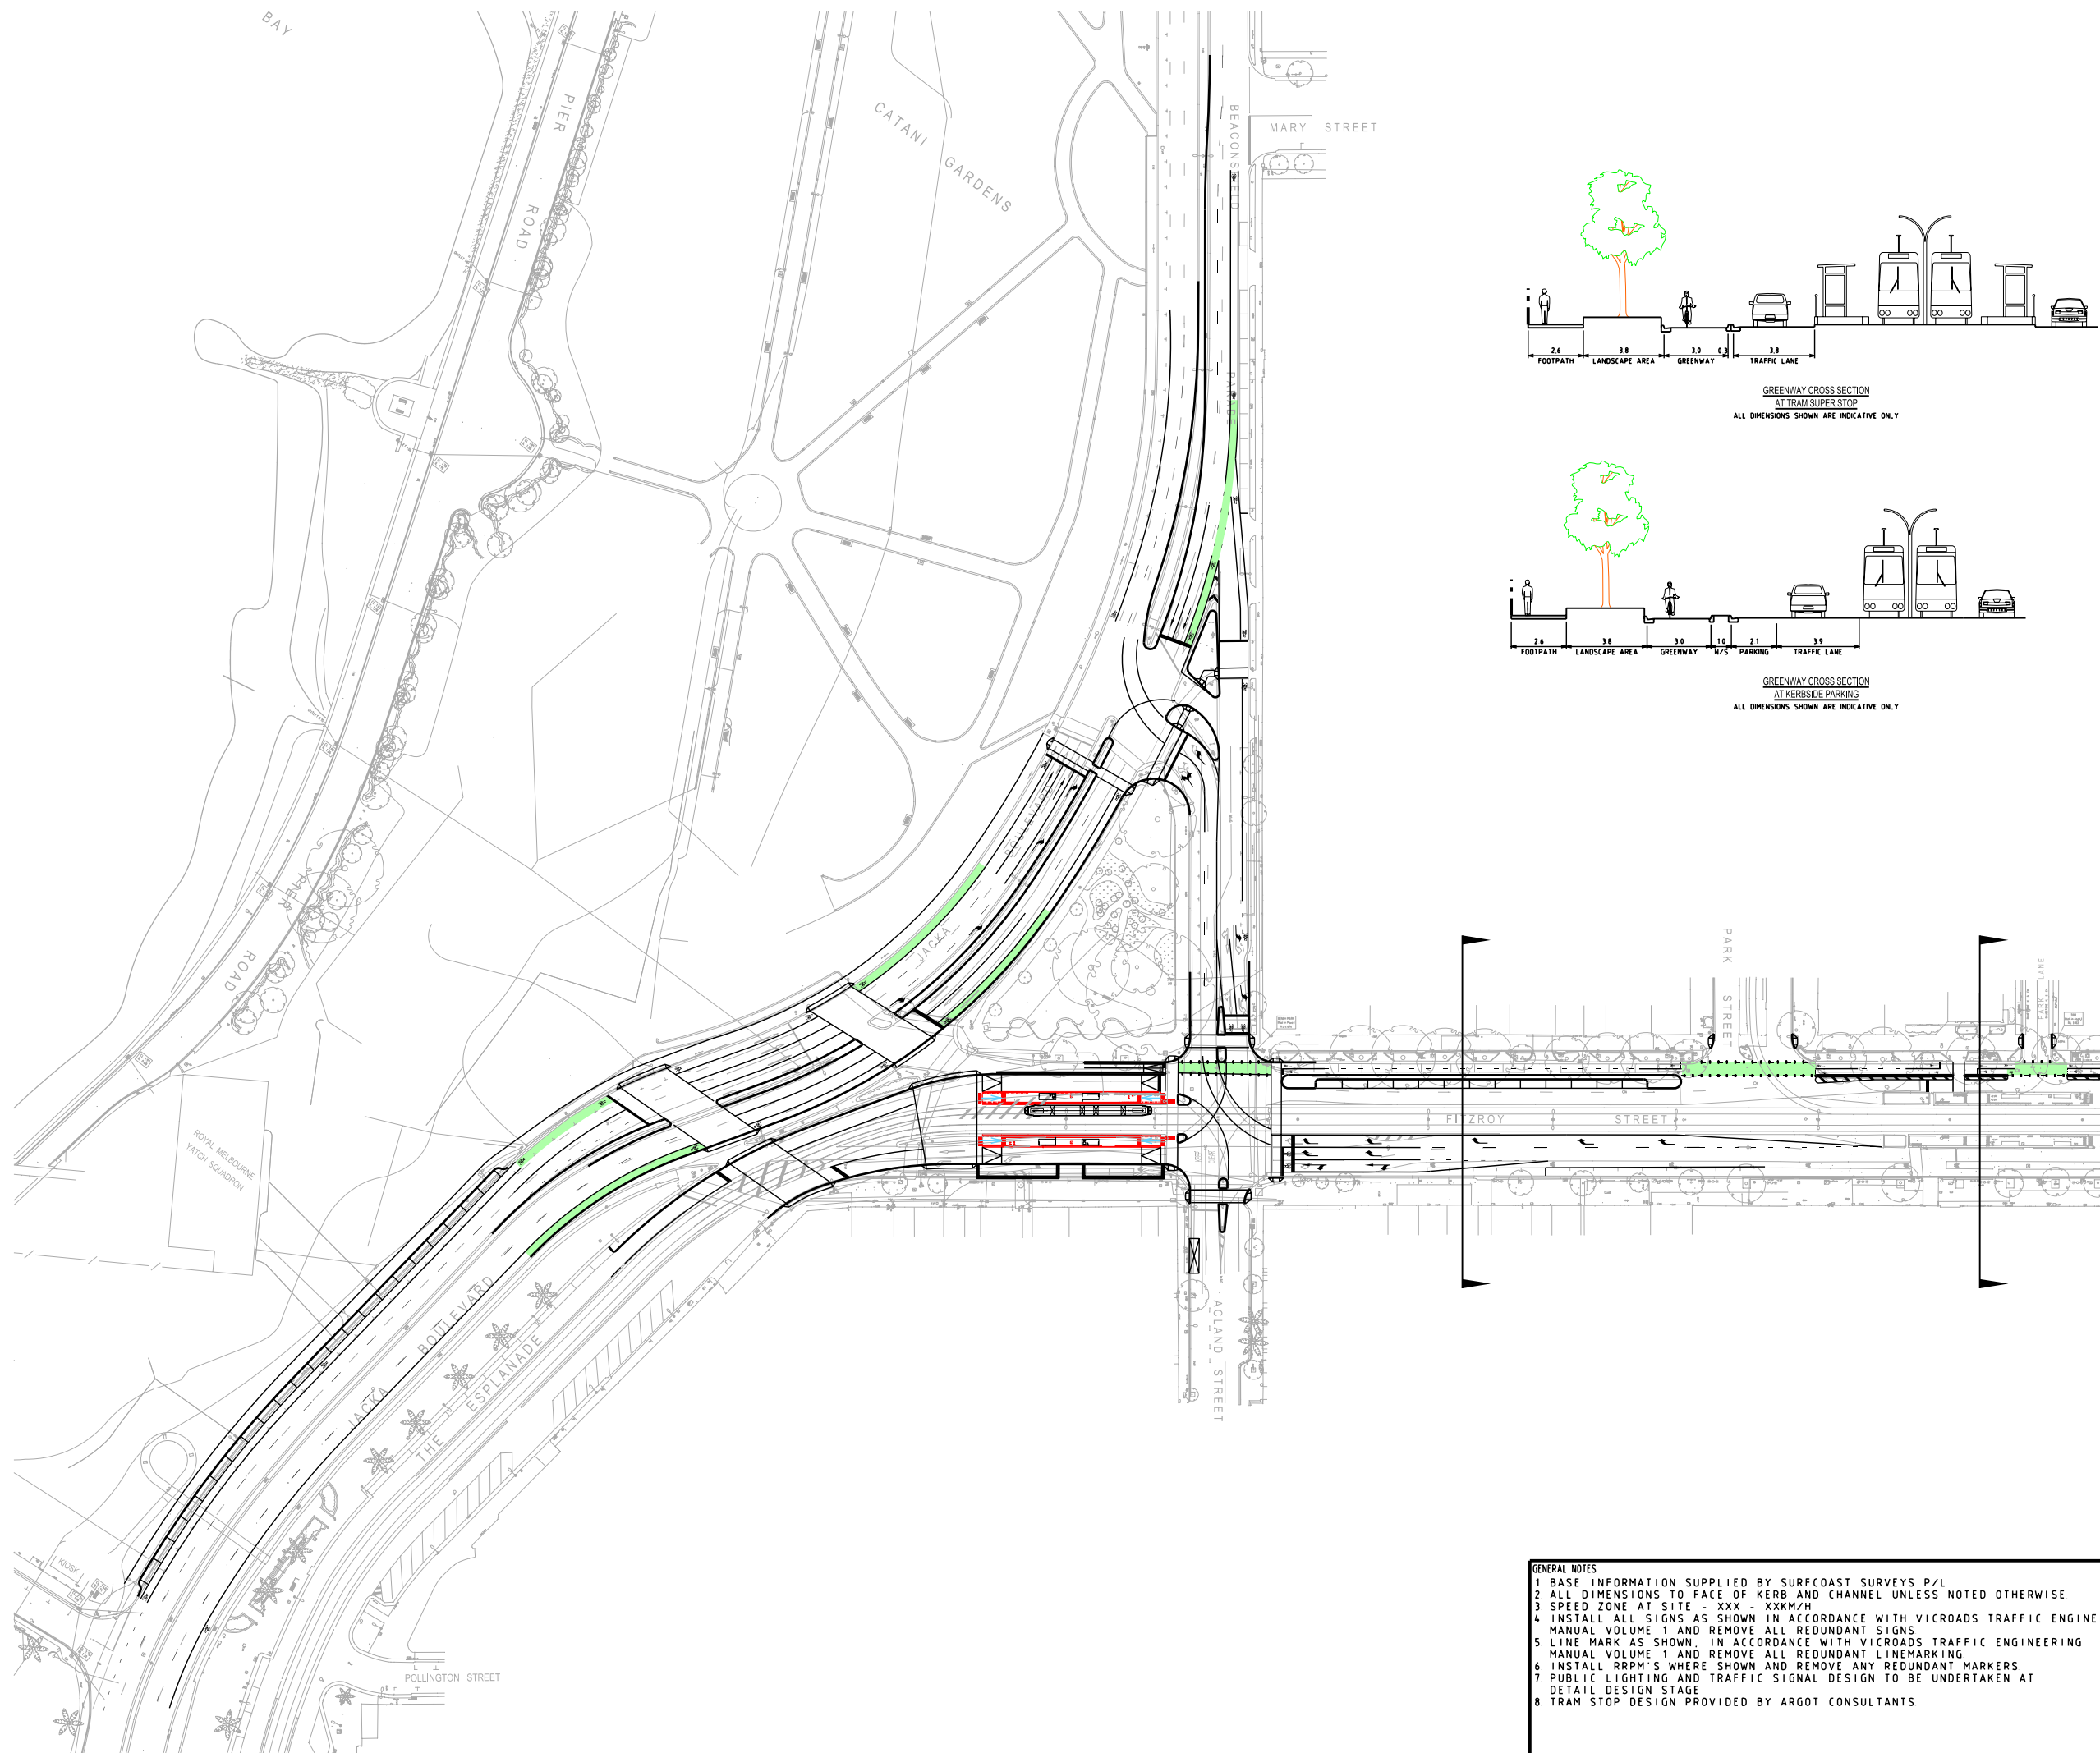 BAY
PIER
ROAD
CATANI GARDENS
BEACONSFIELD
PARADE
MARY STREET
2.6
3.8
3.0
0.3
3.8
FOOTPATH
LANDSCAPE AREA
GREENWAY
TRAFFIC LANE
GREENWAY CROSS SECTION
AT TRAM SUPER STOP
ALL DIMENSIONS SHOWN ARE INDICATIVE ONLY
2.6
3.8
3.0
1.0
2.1
3.9
FOOTPATH
LANDSCAPE AREA
GREENWAY
N/S
PARKING
TRAFFIC LANE
GREENWAY CROSS SECTION
AT KERBSIDE PARKING
ALL DIMENSIONS SHOWN ARE INDICATIVE ONLY
PIER
ROAD
JACKA
BOULEVARD
PARK STREET
PARK LANE
FITZROY STREET
ROYAL MELBOURNE
YATCH SQUADRON
JACKA
BOULEVARD
THE ESPLANADE
ACLAND STREET
KIOSK
POLLINGTON STREET
GENERAL NOTES
1 BASE INFORMATION SUPPLIED BY SURFCOAST SURVEYS P/L
2 ALL DIMENSIONS TO FACE OF KERB AND CHANNEL UNLESS NOTED OTHERWISE
3 SPEED ZONE AT SITE - XXX - XXKM/H
4 INSTALL ALL SIGNS AS SHOWN IN ACCORDANCE WITH VICROADS TRAFFIC ENGINE
MANUAL VOLUME 1 AND REMOVE ALL REDUNDANT SIGNS
5 LINE MARK AS SHOWN, IN ACCORDANCE WITH VICROADS TRAFFIC ENGINEERING
MANUAL VOLUME 1 AND REMOVE ALL REDUNDANT LINEMARKING
6 INSTALL RRPM'S WHERE SHOWN AND REMOVE ANY REDUNDANT MARKERS
7 PUBLIC LIGHTING AND TRAFFIC SIGNAL DESIGN TO BE UNDERTAKEN AT
DETAIL DESIGN STAGE
8 TRAM STOP DESIGN PROVIDED BY ARGOT CONSULTANTS